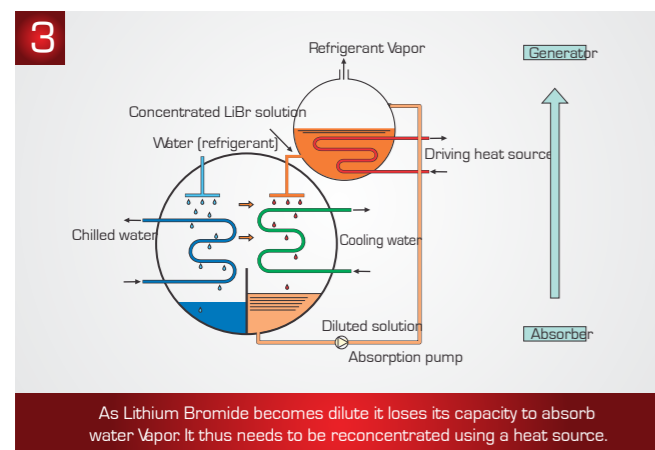 3
Refrigerant Vapor
Generator
Concentrated LiBr solution
Water (refrigerant)
Driving heat source
Chilled water
Cooling water
Diluted solution
Absorber
Absorption pump
As Lithium Bromide becomes dilute it loses its capacity to absorb
water Vapor. It thus needs to be reconcentrated using a heat source.